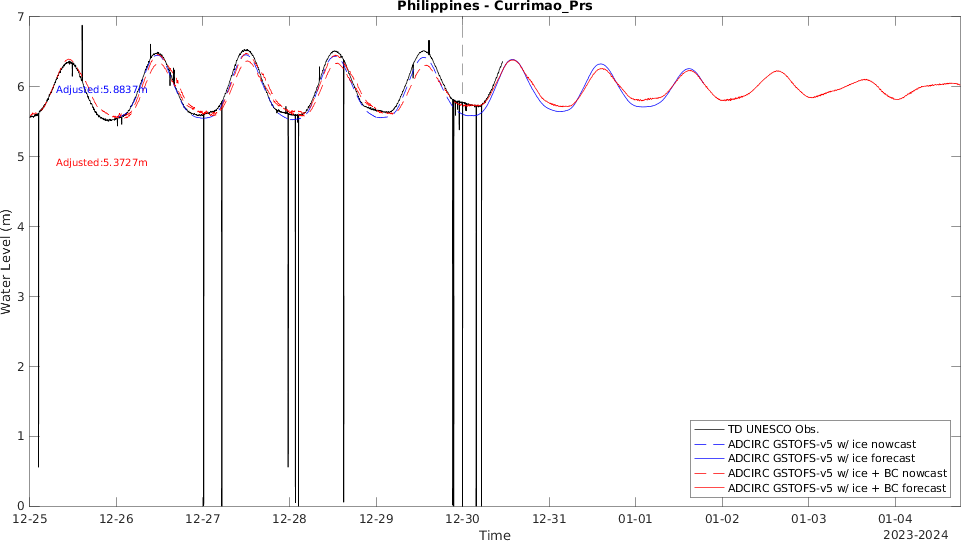 Philippines - Currimao_Prs
7
6
5
4
3
2
1
0
Water Level (m)
Adjusted:5.8837m
Adjusted:5.3727m
TD UNESCO Obs.
ADCIRC GSTOFS-v5 w/ ice nowcast
ADCIRC GSTOFS-v5 w/ ice forecast
ADCIRC GSTOFS-v5 w/ ice + BC nowcast
ADCIRC GSTOFS-v5 w/ ice + BC forecast
12-25 12-26 12-27 12-28 12-29 12-30 12-31 01-01 01-02 01-03 01-04
Time
2023-2024